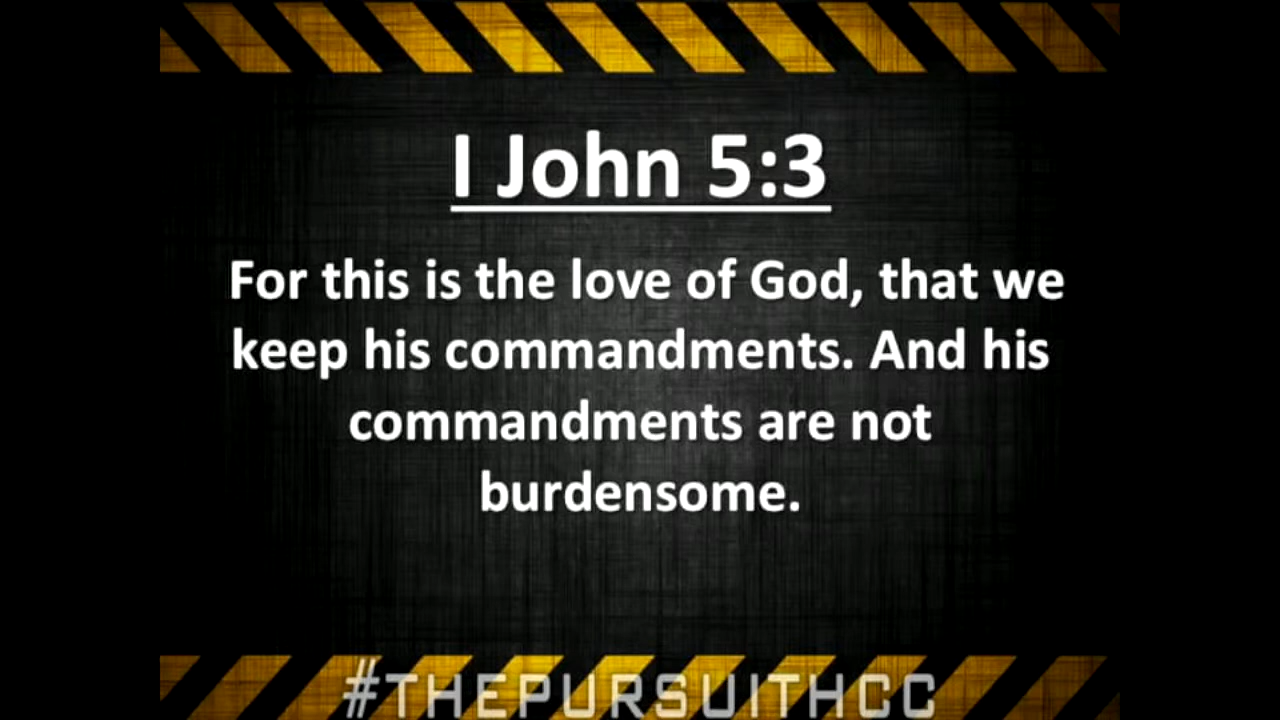 I John 5:3
For this is the love of God, that we
keep his commandments. And his
commandments are not
burdensome.
#THEPURSUITHCC